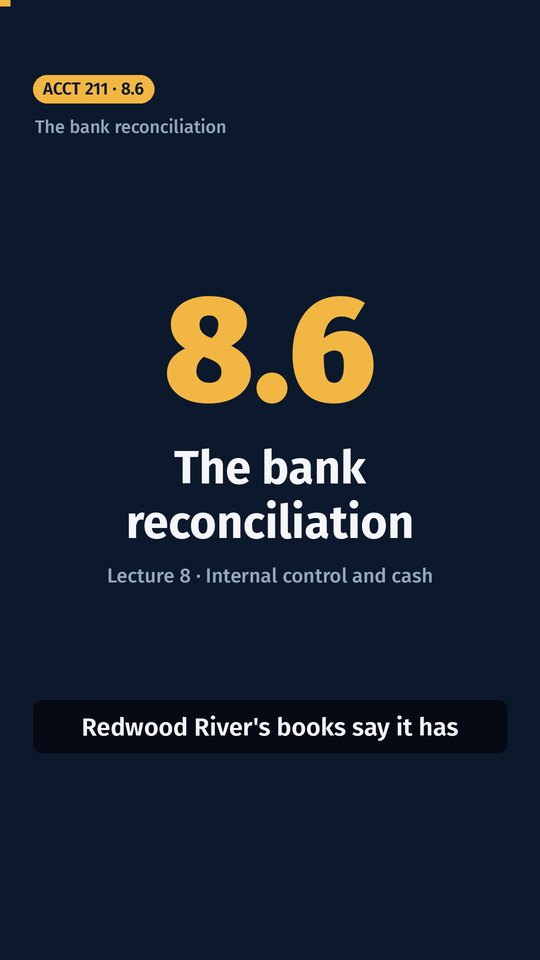 ACCT 211 · 8.6
The bank reconciliation
8.6
The bank
reconciliation
Lecture 8 · Internal control and cash
Redwood River's books say it has